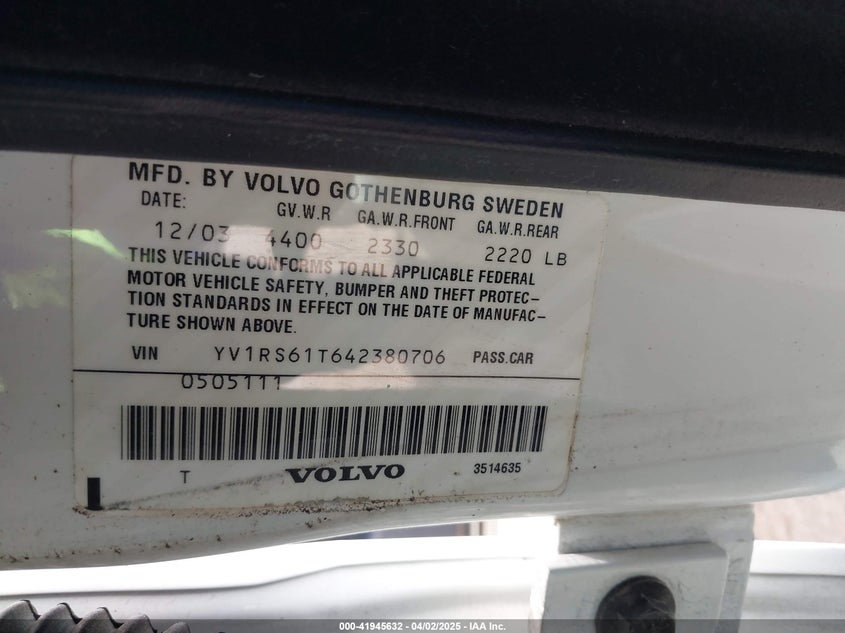 MFD. BY VOLVO GOTHENBURG SWEDEN
DATE: GV.W.R GA.W.R.FRONT GA.W.R.REAR
12/03 4400 2330 2220 LB
THIS VEHICLE CONFORMS TO ALL APPLICABLE FEDERAL
MOTOR VEHICLE SAFETY, BUMPER AND THEFT PROTEC-
TION STANDARDS IN EFFECT ON THE DATE OF MANUFAC-
TURE SHOWN ABOVE.
VIN YV1RS61T642380706 PASS.CAR
0505111
T VOLVO 3514635
000-41945632 - 04/02/2025 - IAA Inc.